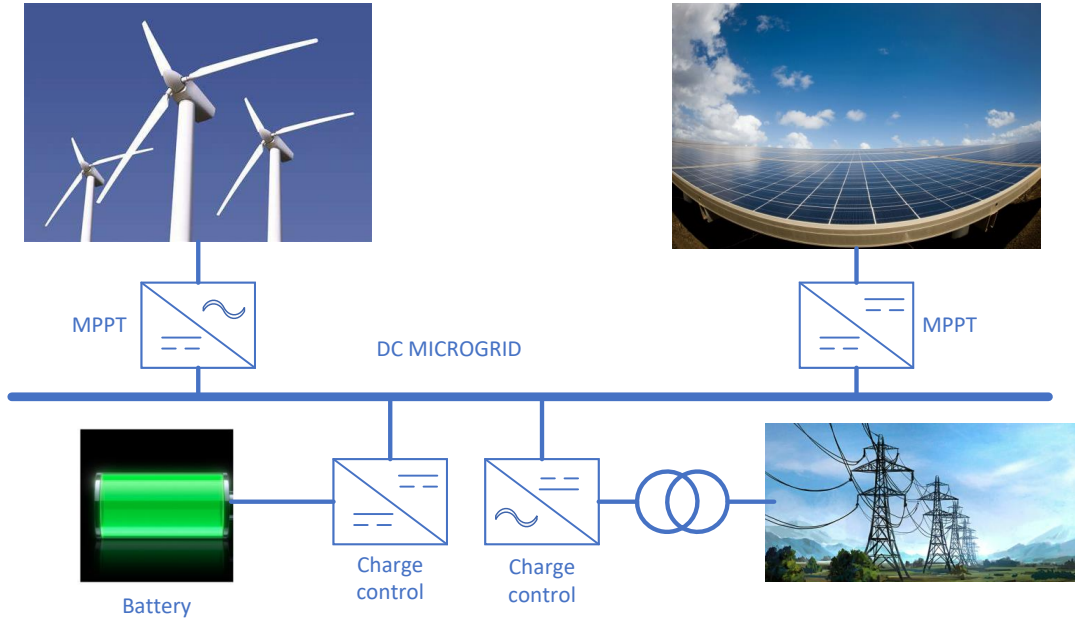 MPPT
MPPT
DC MICROGRID
Charge
control
Charge
control
Battery